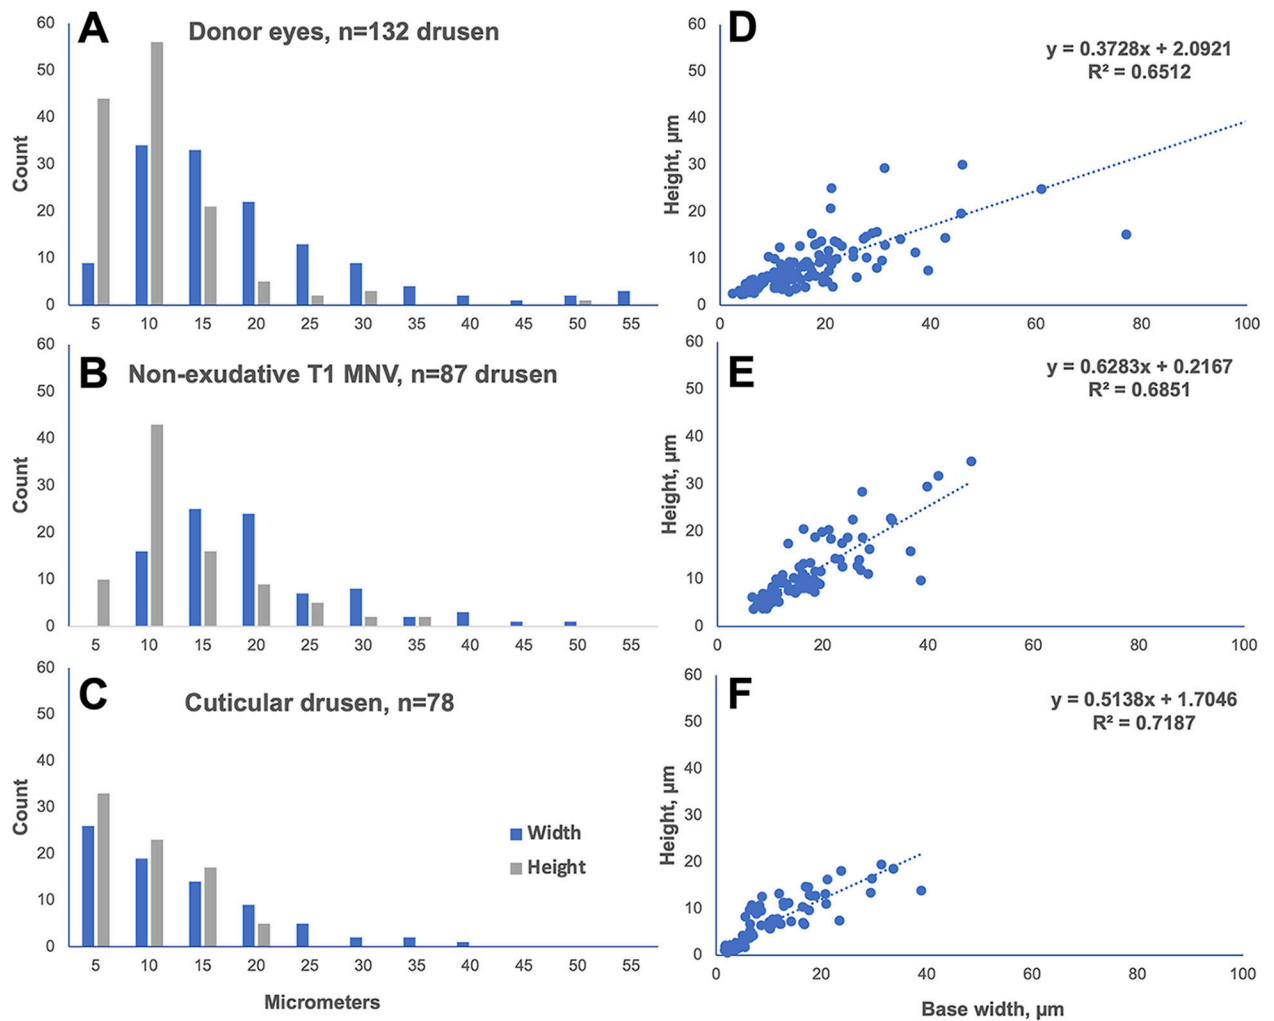 A
Donor eyes, n=132 drusen
Count
60
50
40
30
20
10
0
5 10 15 20 25 30 35 40 45 50 55
D
y = 0.3728x + 2.0921
R² = 0.6512
Height, µm
60
50
40
30
20
10
0
0 20 40 60 80 100
B
Non-exudative T1 MNV, n=87 drusen
Count
60
50
40
30
20
10
0
5 10 15 20 25 30 35 40 45 50 55
E
y = 0.6283x + 0.2167
R² = 0.6851
Height, µm
60
50
40
30
20
10
0
0 20 40 60 80 100
C
Cuticular drusen, n=78
Count
60
50
40
30
20
10
0
Width
Height
5 10 15 20 25 30 35 40 45 50 55
Micrometers
F
y = 0.5138x + 1.7046
R² = 0.7187
Height, µm
60
50
40
30
20
10
0
0 20 40 60 80 100
Base width, µm